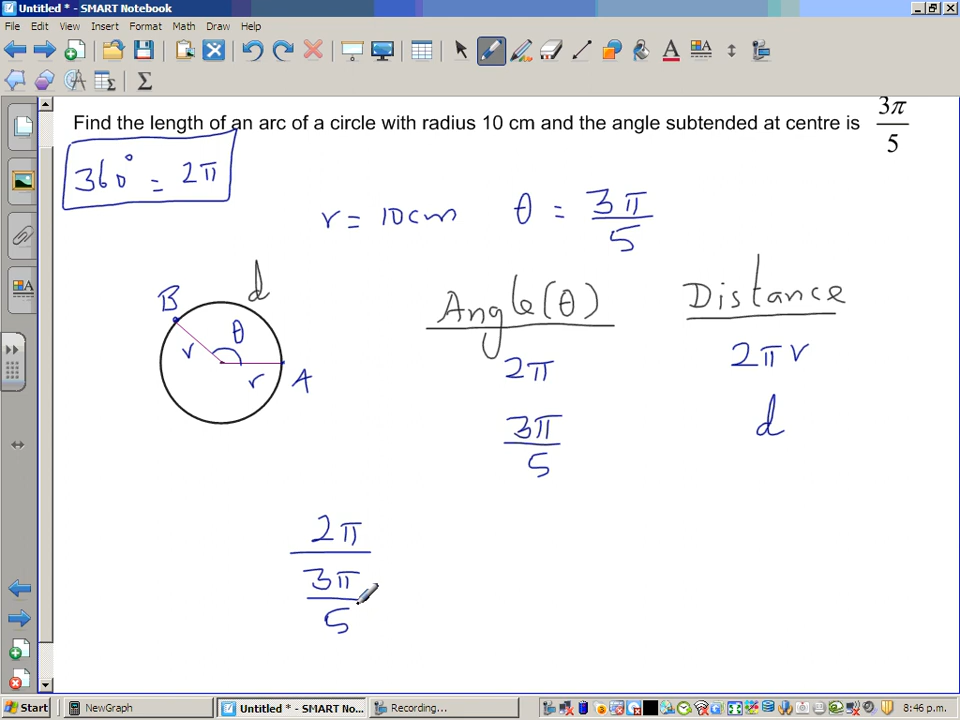 Untitled * - SMART Notebook
File Edit View Insert Format Math Draw Help
Find the length of an arc of a circle with radius 10 cm and the angle subtended at centre is 3π/5
360° = 2π
r = 10cm θ = 3π/5
d
B
θ
r
r
A
Angle(θ) Distance
2π 2πr
3π/5 d
2π
3π
5
Start NewGraph Untitled * - SMART No... Recording... 8:46 p.m.